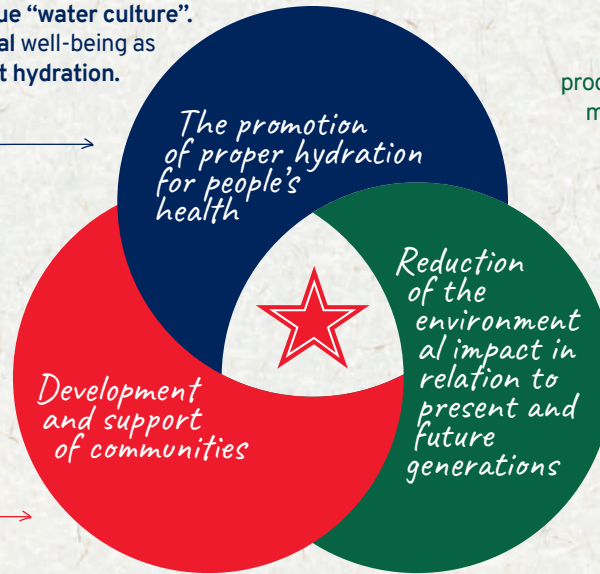 ue “water culture”.
al well-being as
t hydration.
proc
m
The promotion
of proper hydration
for people's
health
Reduction
of the
environment
al impact in
relation to
present and
future
generations
Development
and support
of communities